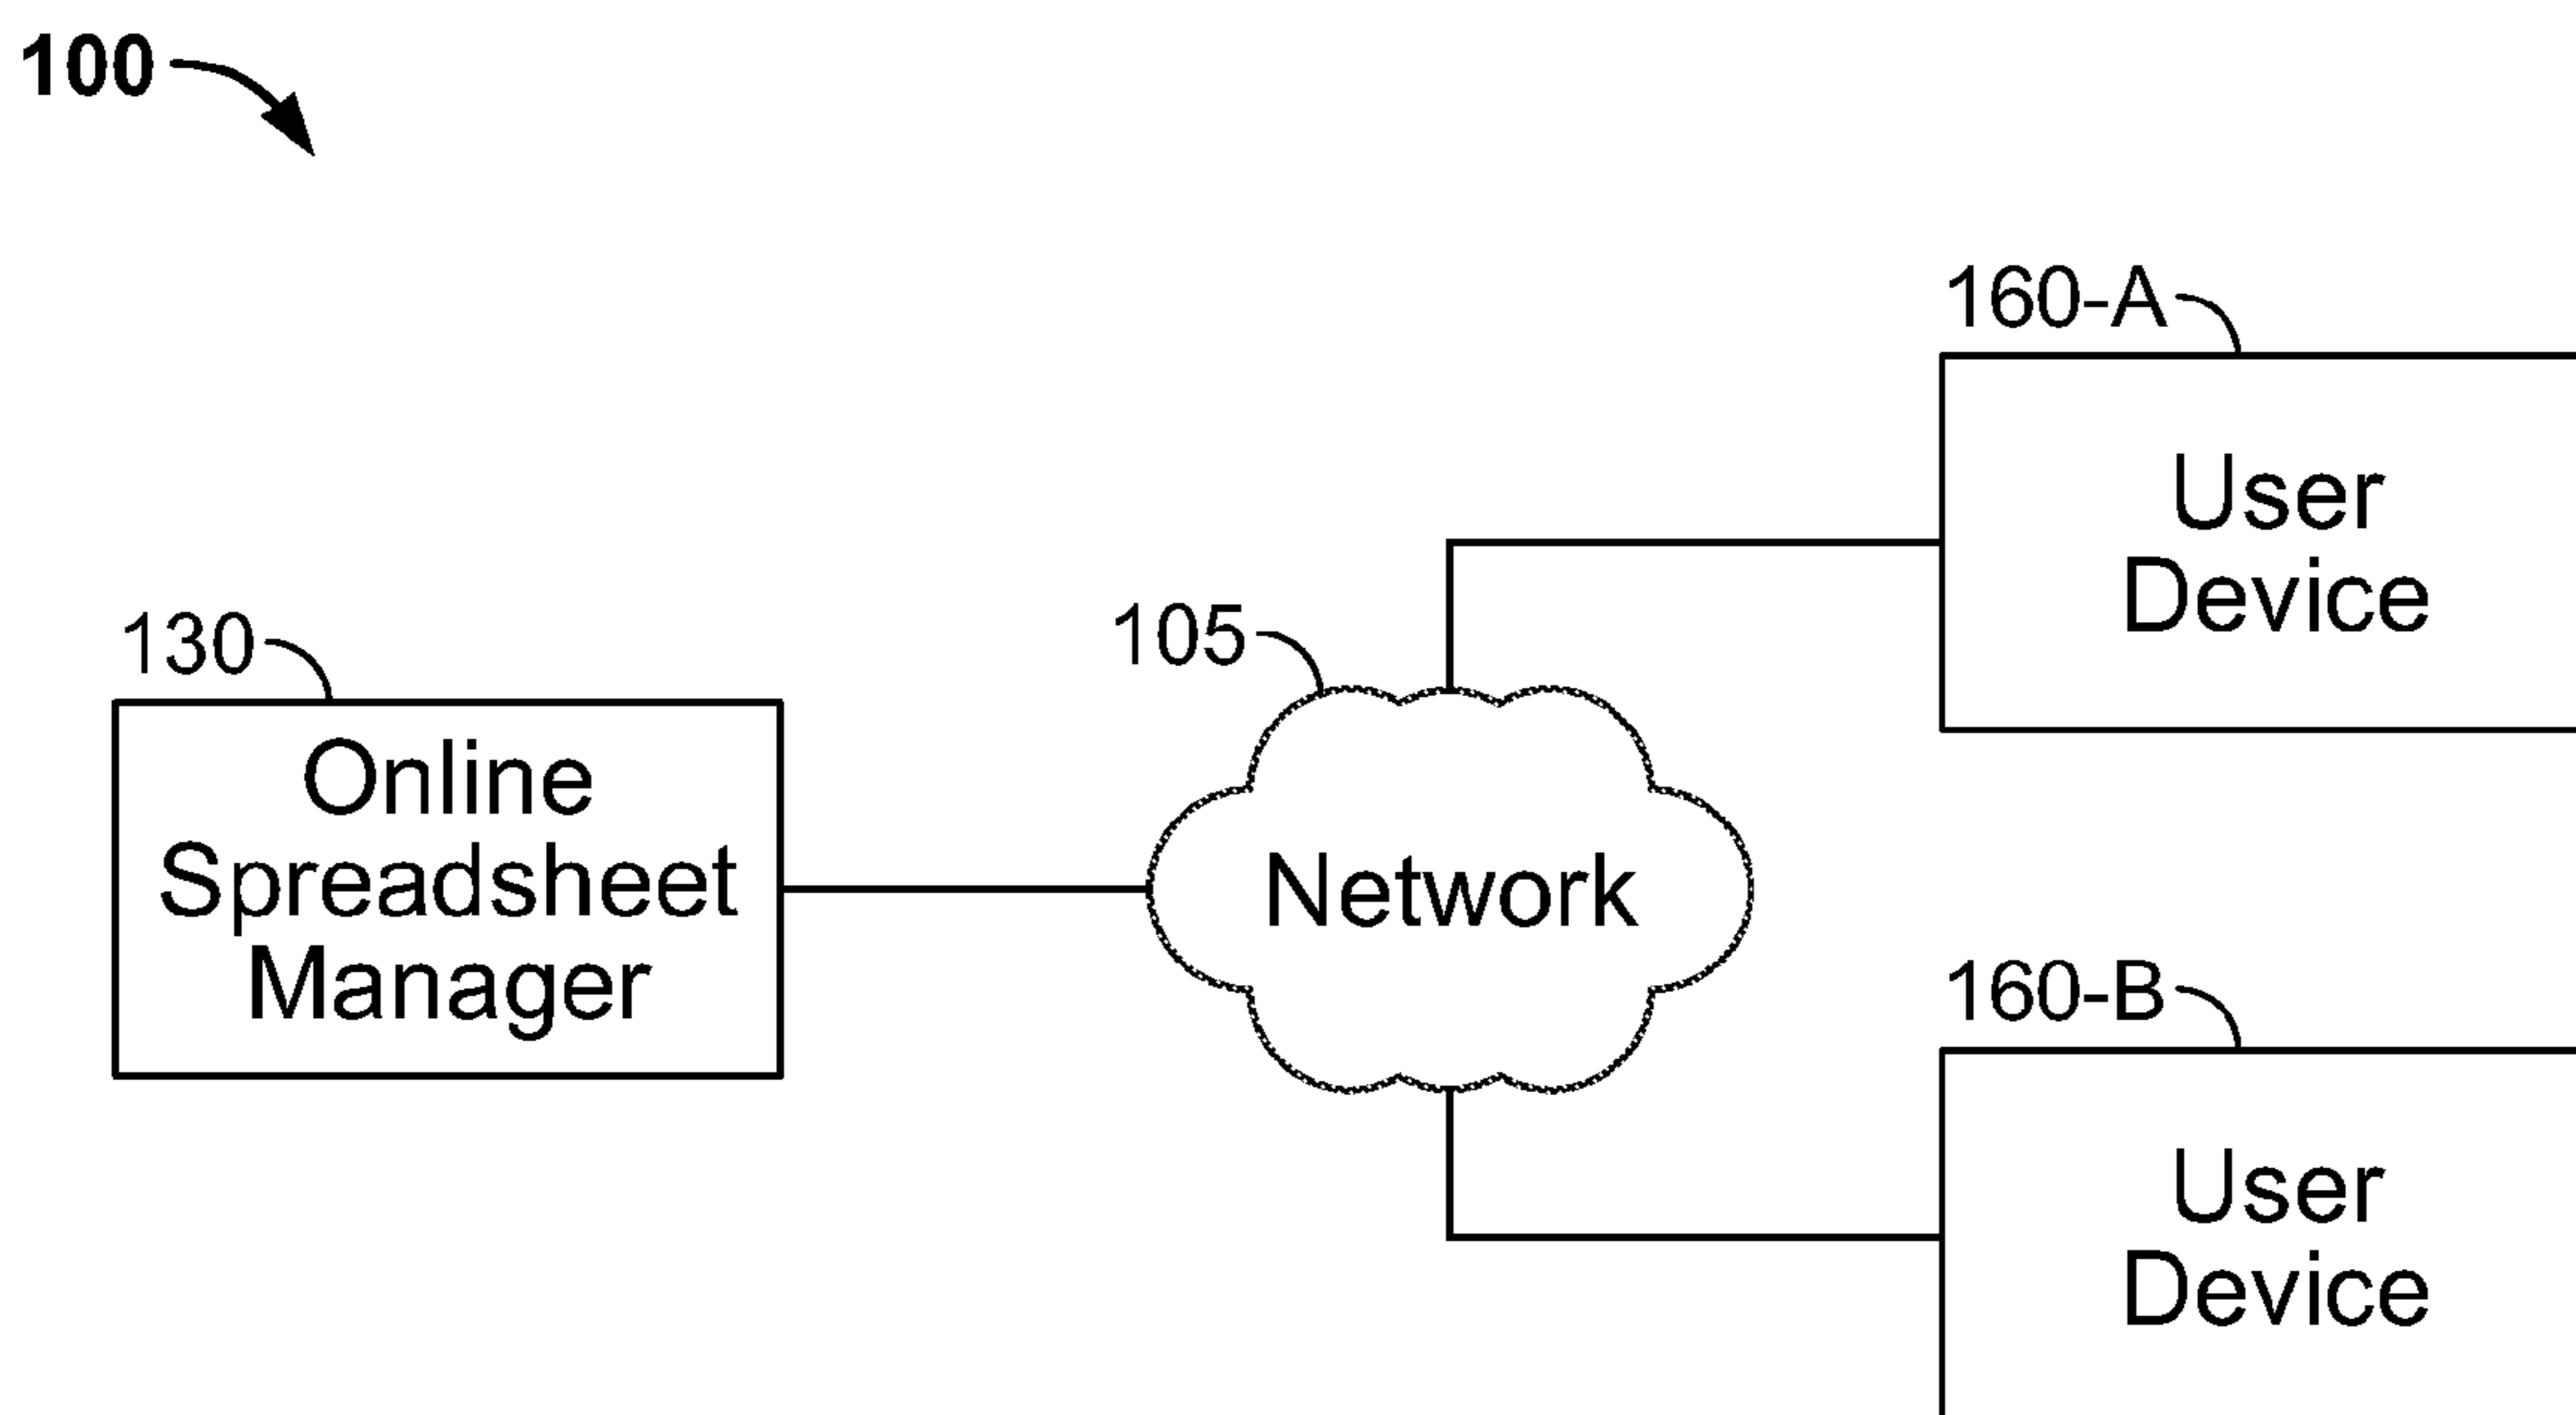 100
160-A
User
Device
130
Online
Spreadsheet
Manager
105
Network
160-B
User
Device